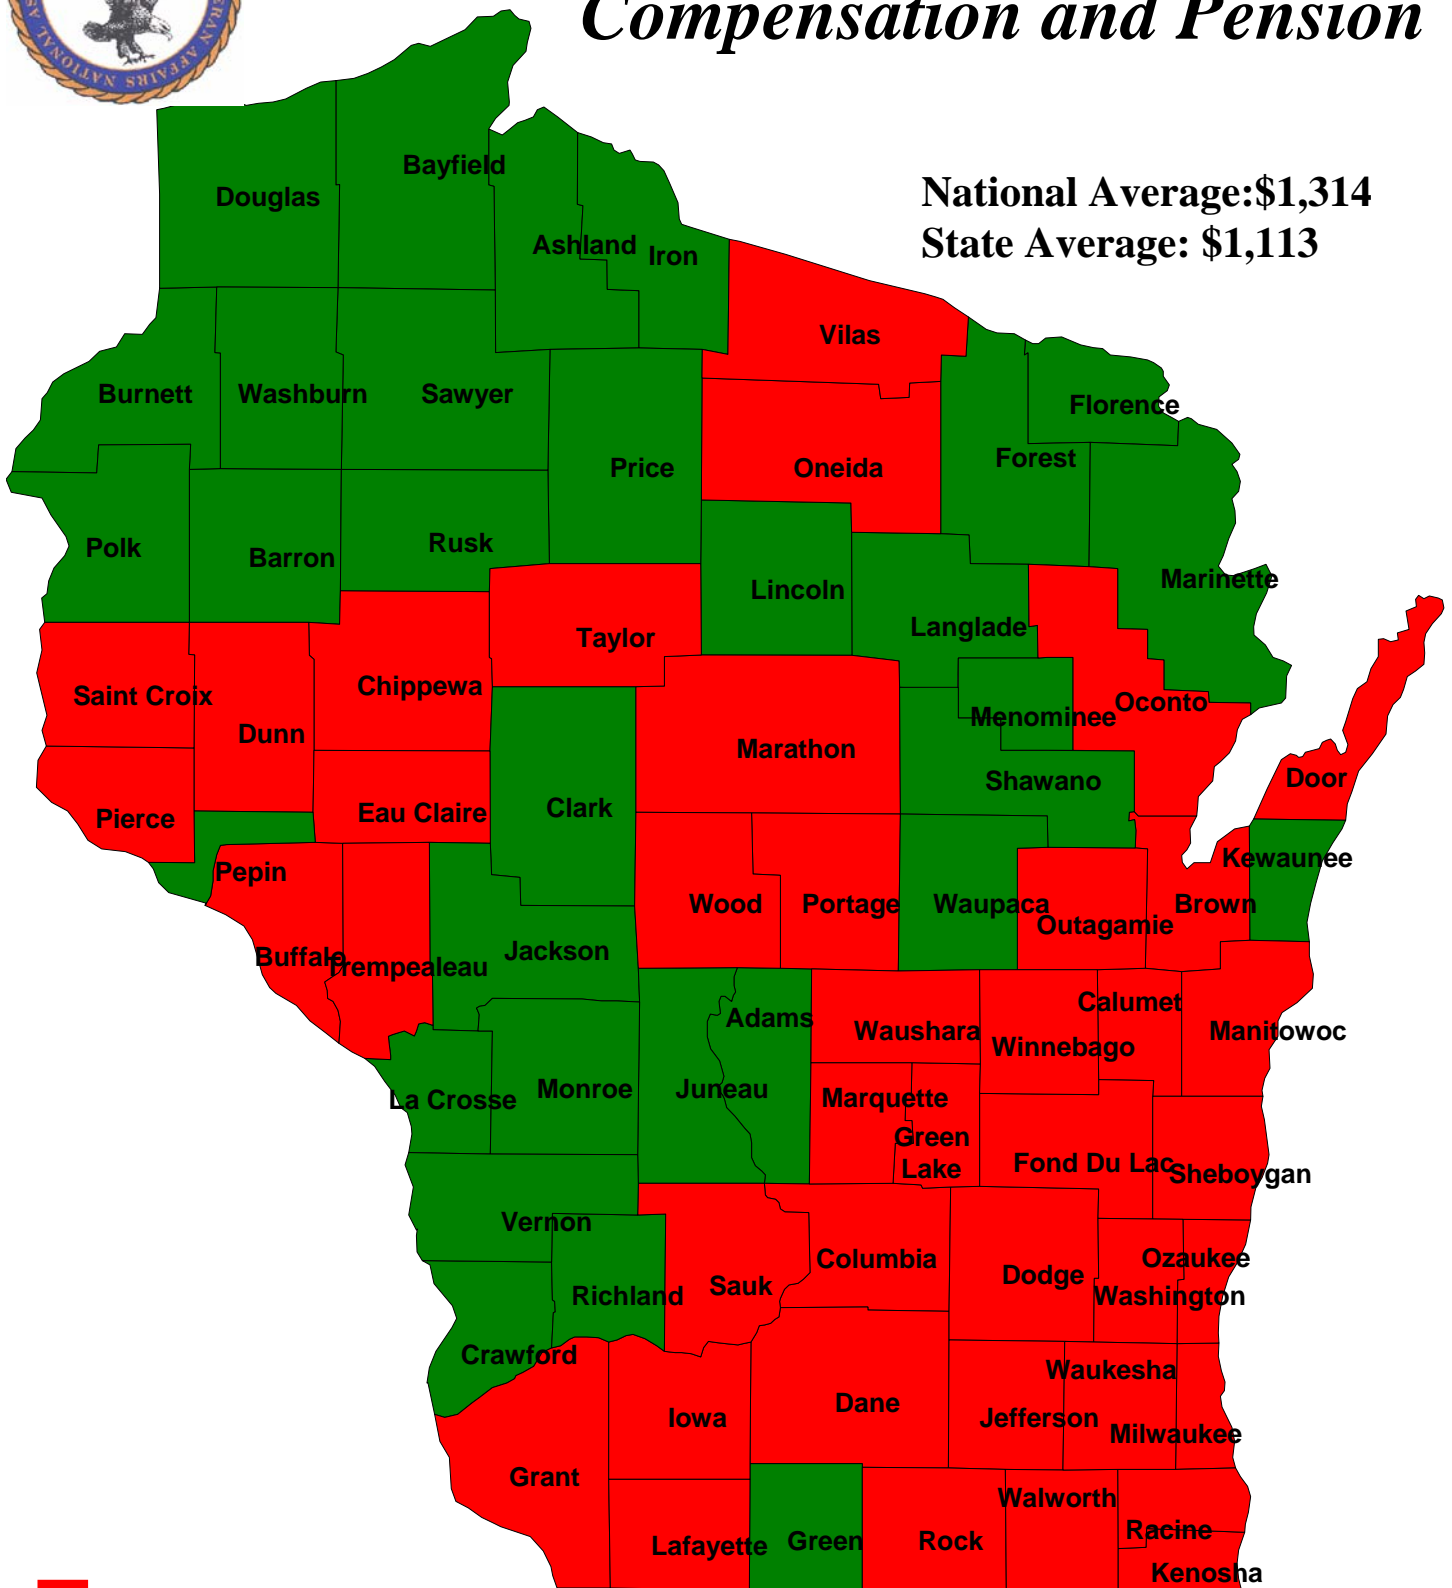 Compensation and Pension
ERAN AFFAIRS NATIONAL AS
National Average:$1,314
State Average: $1,113
Bayfield
Douglas
Ashland
Iron
Vilas
Burnett
Washburn
Sawyer
Florence
Forest
Price
Oneida
Rusk
Polk
Barron
Marinette
Lincoln
Langlade
Taylor
Chippewa
Saint Croix
Oconto
Menominee
Dunn
Marathon
Door
Shawano
Clark
Eau Claire
Pierce
Kewaunee
Pepin
Wood
Portage
Waupaca
Brown
Outagamie
Jackson
Buffalo
Trempealeau
Calumet
Adams
Waushara
Manitowoc
Winnebago
Monroe
Juneau
La Crosse
Marquette
Green
Lake
Fond Du Lac
Sheboygan
Vernon
Columbia
Ozaukee
Dodge
Sauk
Richland
Washington
Crawford
Waukesha
Dane
Iowa
Jefferson
Milwaukee
Grant
Walworth
Racine
Lafayette
Green
Rock
Kenosha